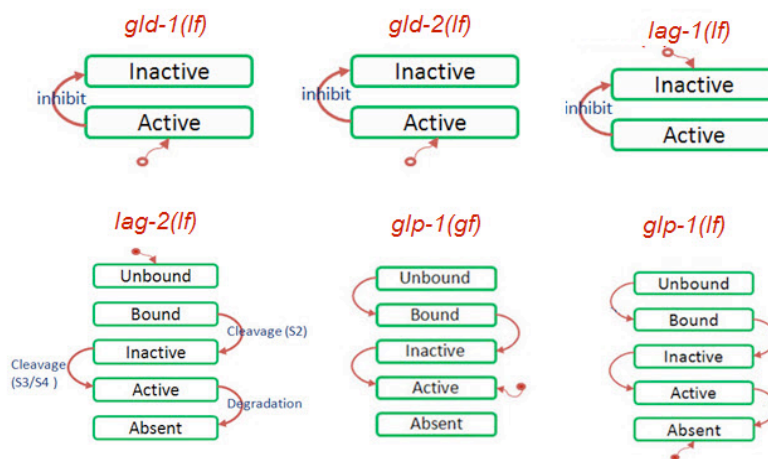 gld-1(lf)
Inactive
inhibit
Active
gld-2(lf)
Inactive
inhibit
Active
lag-1(lf)
Inactive
inhibit
Active
lag-2(lf)
Unbound
Bound
Cleavage (S2)
Inactive
Cleavage
(S3/S4 )
Active
Degradation
Absent
glp-1(gf)
Unbound
Bound
Inactive
Active
Absent
glp-1(lf)
Unbound
Bound
Inactive
Active
Absent